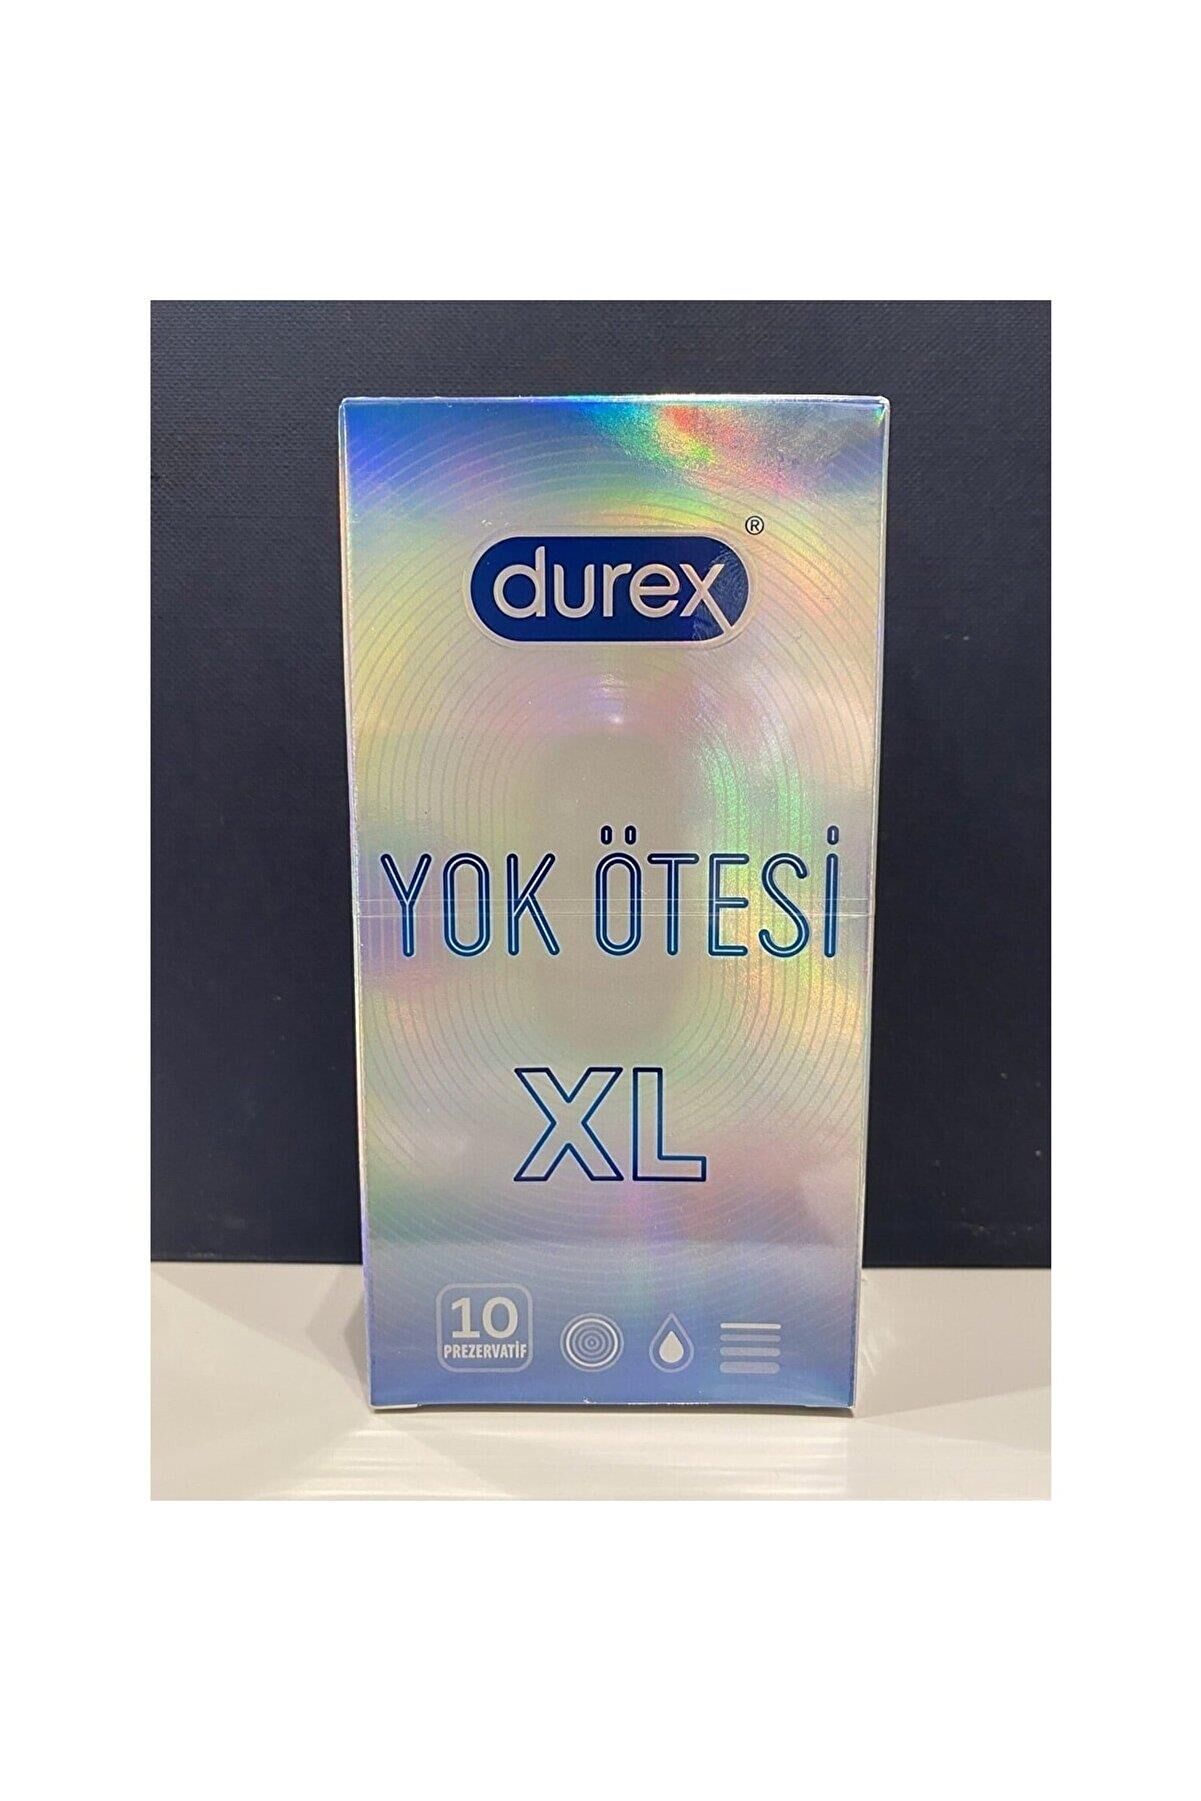 durex®
YOK ÖTESİ
XL
10
PREZERVATİF